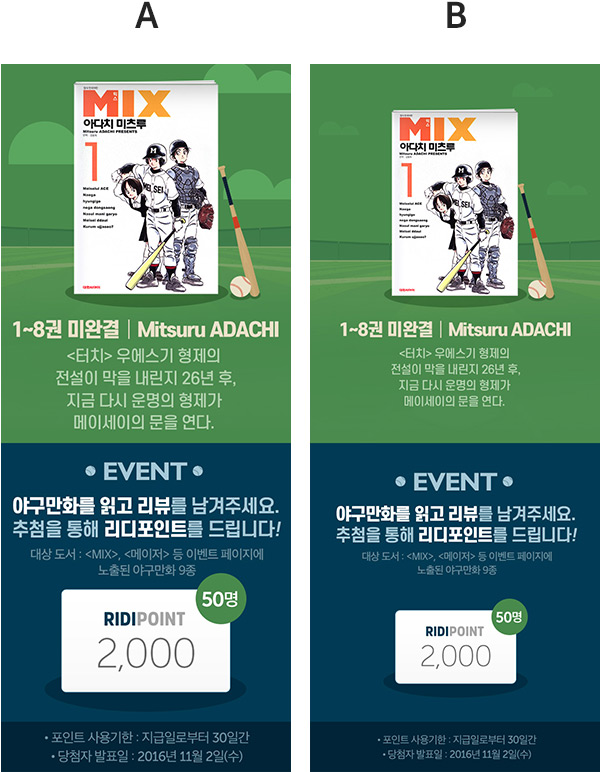 A
B
MIX
믹스
아다치 미츠루
Mitsuru ADACHI PRESENTS
1
MEISEI
1~8권 미완결 | Mitsuru ADACHI
<터치> 우에스기 형제의
전설이 막을 내린지 26년 후,
지금 다시 운명의 형제가
메이세이의 문을 연다.
• EVENT •
야구만화를 읽고 리뷰를 남겨주세요.
추첨을 통해 리디포인트를 드립니다!
대상 도서 : <MIX>, <메이저> 등 이벤트 페이지에
노출된 야구만화 9종
50명
RIDIPOINT
2,000
• 포인트 사용기한 : 지급일로부터 30일간
• 당첨자 발표일 : 2016년 11월 2일(수)
MIX
믹스
아다치 미츠루
Mitsuru ADACHI PRESENTS
1
MEISEI
1~8권 미완결 | Mitsuru ADACHI
<터치> 우에스기 형제의
전설이 막을 내린지 26년 후,
지금 다시 운명의 형제가
메이세이의 문을 연다.
• EVENT •
야구만화를 읽고 리뷰를 남겨주세요.
추첨을 통해 리디포인트를 드립니다!
대상 도서 : <MIX>, <메이저> 등 이벤트 페이지에
노출된 야구만화 9종
50명
RIDIPOINT
2,000
• 포인트 사용기한 : 지급일로부터 30일간
• 당첨자 발표일 : 2016년 11월 2일(수)